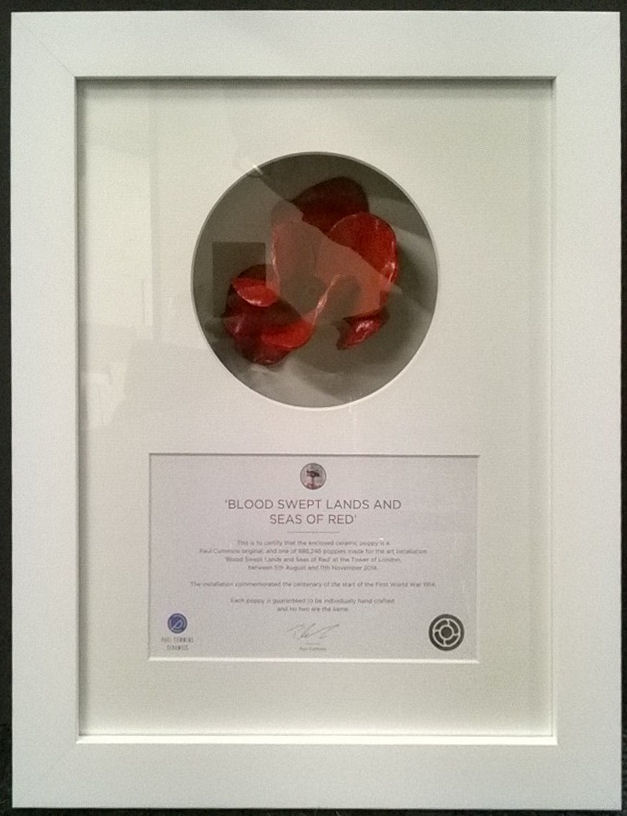 'BLOOD SWEPT LANDS AND
SEAS OF RED'
This is to certify that the enclosed ceramic poppy is a
Paul Cummins original, and one of 888,246 poppies made for the art installation
'Blood Swept Lands and Seas of Red' at the Tower of London,
between 5th August and 11th November 2014.
The installation commemorated the centenary of the start of the First World War 1914.
Each poppy is guaranteed to be individually hand crafted
and no two are the same.
PAUL CUMMINS
CERAMICS
Paul Cummins